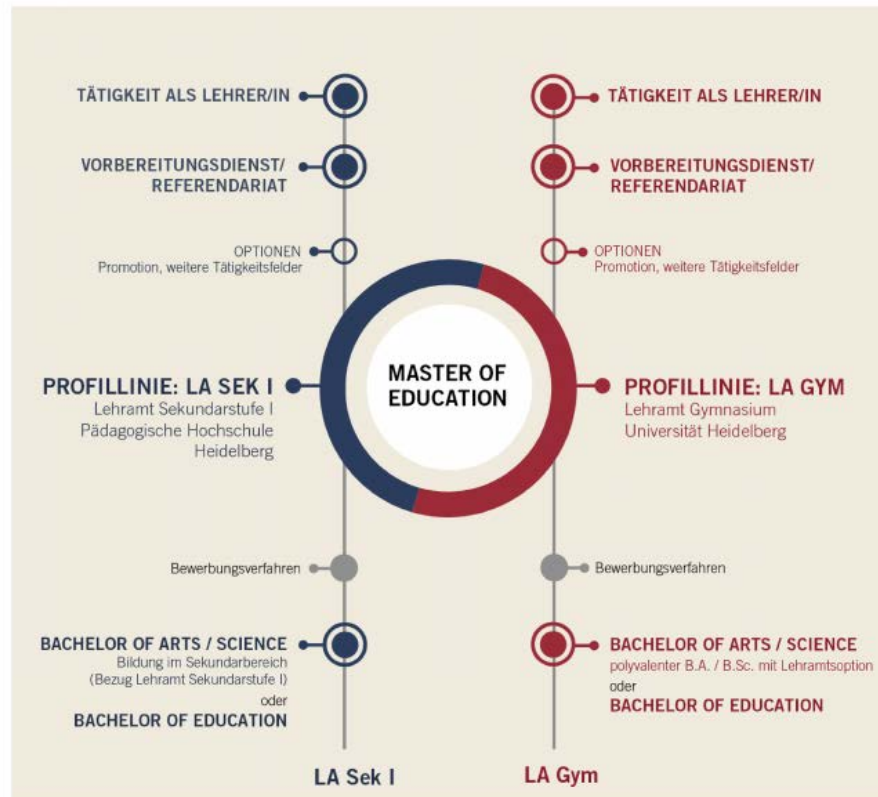 TÄTIGKEIT ALS LEHRER/IN
TÄTIGKEIT ALS LEHRER/IN
VORBEREITUNGSDIENST/
REFERENDARIAT
VORBEREITUNGSDIENST/
REFERENDARIAT
OPTIONEN
Promotion, weitere Tätigkeitsfelder
OPTIONEN
Promotion, weitere Tätigkeitsfelder
MASTER OF
EDUCATION
PROFILLINIE: LA SEK I
Lehramt Sekundarstufe I
Pädagogische Hochschule
Heidelberg
PROFILLINIE: LA GYM
Lehramt Gymnasium
Universität Heidelberg
Bewerbungsverfahren
Bewerbungsverfahren
BACHELOR OF ARTS / SCIENCE
Bildung im Sekundarbereich
(Bezug Lehramt Sekundarstufe I)
oder
BACHELOR OF EDUCATION
BACHELOR OF ARTS / SCIENCE
polyvalenter B.A. / B.Sc. mit Lehramtsoption
oder
BACHELOR OF EDUCATION
LA Sek I
LA Gym